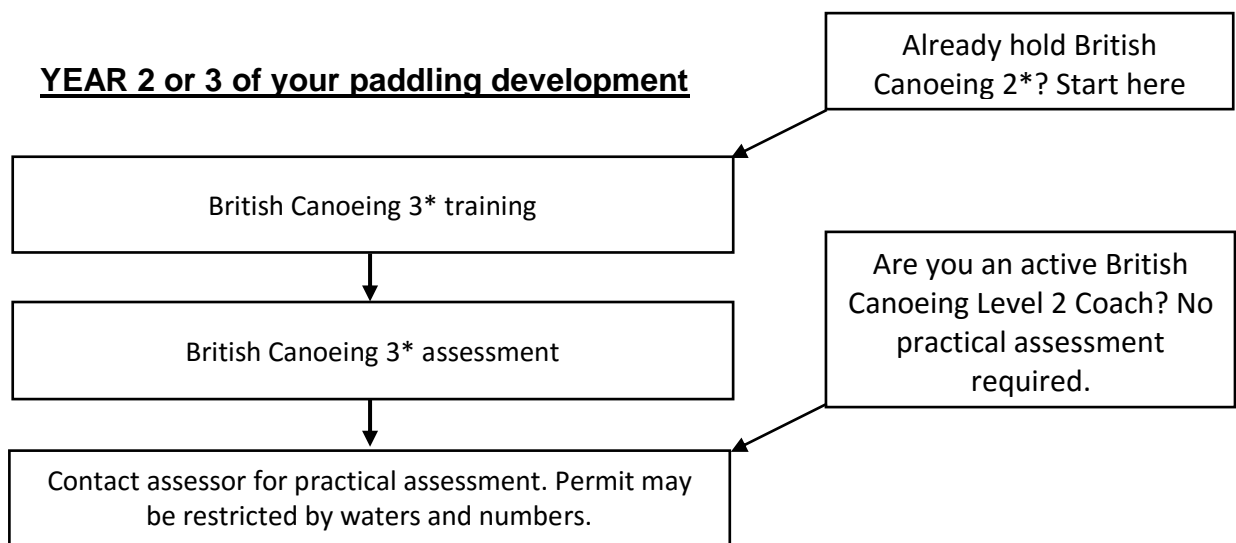 YEAR 2 or 3 of your paddling development
Already hold British
Canoeing 2*? Start here
British Canoeing 3* training
British Canoeing 3* assessment
Are you an active British
Canoeing Level 2 Coach? No
practical assessment
required.
Contact assessor for practical assessment. Permit may
be restricted by waters and numbers.